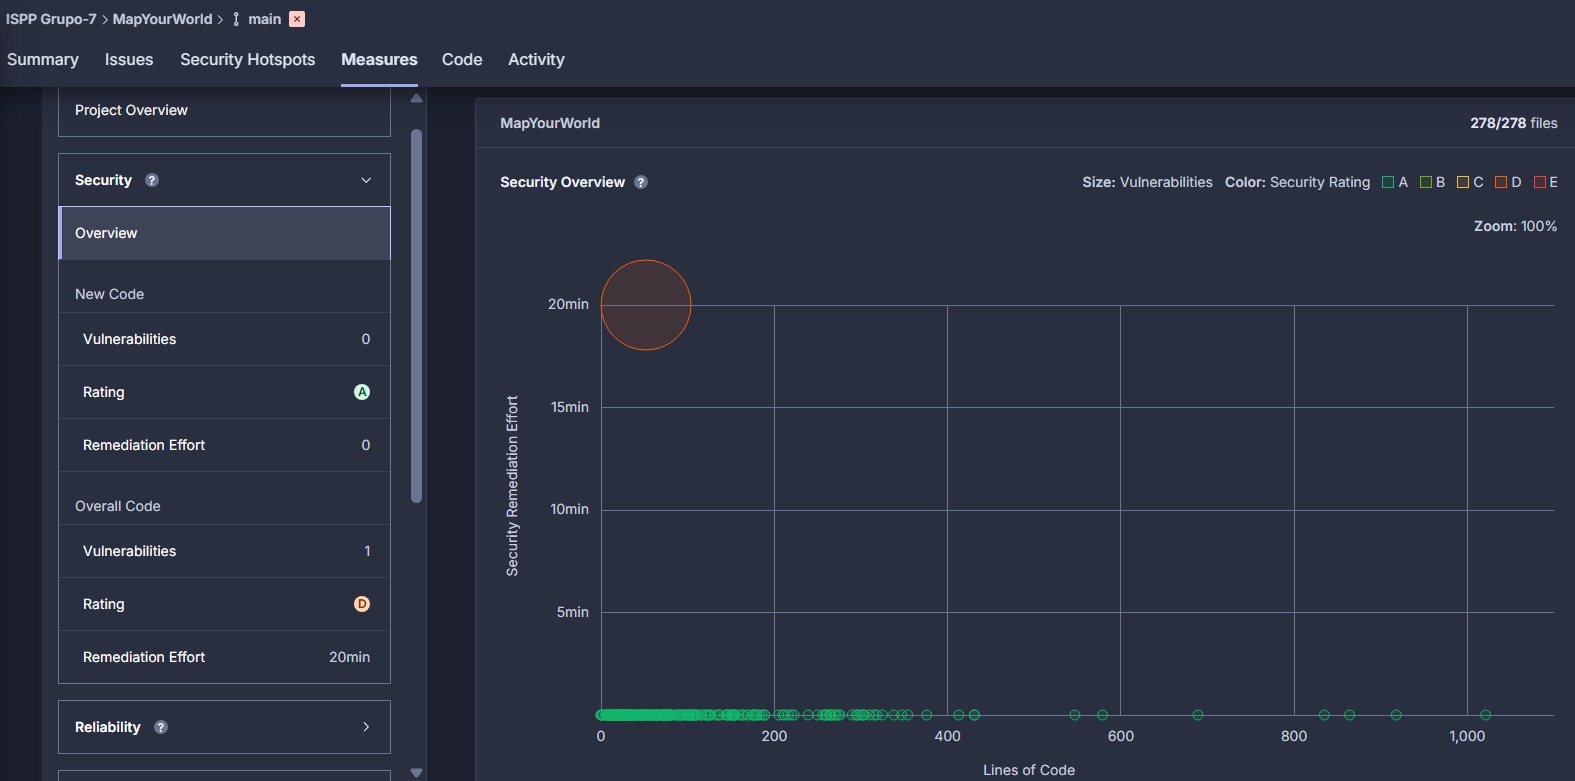 ISPP Grupo-7 > MapYourWorld > main
Summary Issues Security Hotspots Measures Code Activity
Project Overview
Security ?
Overview
New Code
Vulnerabilities 0
Rating A
Remediation Effort 0
Overall Code
Vulnerabilities 1
Rating D
Remediation Effort 20min
Reliability ?
MapYourWorld 278/278 files
Security Overview ? Size: Vulnerabilities Color: Security Rating A B C D E
Zoom: 100%
Security Remediation Effort
20min
15min
10min
5min
0 200 400 600 800 1,000
Lines of Code